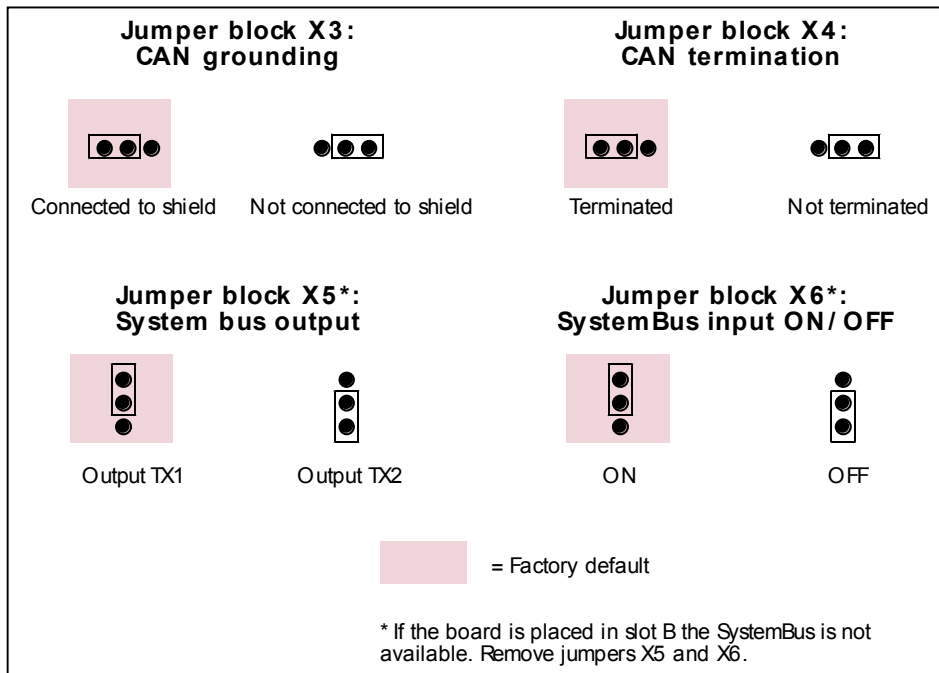 Jumper block X3:
CAN grounding
Jumper block X4:
CAN termination
Connected to shield
Not connected to shield
Terminated
Not terminated
Jumper block X5*:
System bus output
Jumper block X6*:
SystemBus input ON/ OFF
Output TX1
Output TX2
ON
OFF
= Factory default
* If the board is placed in slot B the SystemBus is not
available. Remove jumpers X5 and X6.